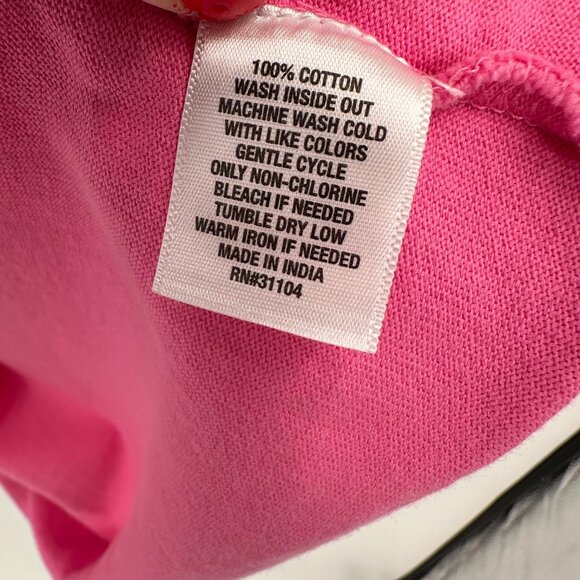 100% COTTON
WASH INSIDE OUT
MACHINE WASH COLD
WITH LIKE COLORS
GENTLE CYCLE
ONLY NON-CHLORINE
BLEACH IF NEEDED
TUMBLE DRY LOW
WARM IRON IF NEEDED
MADE IN INDIA
RN#31104